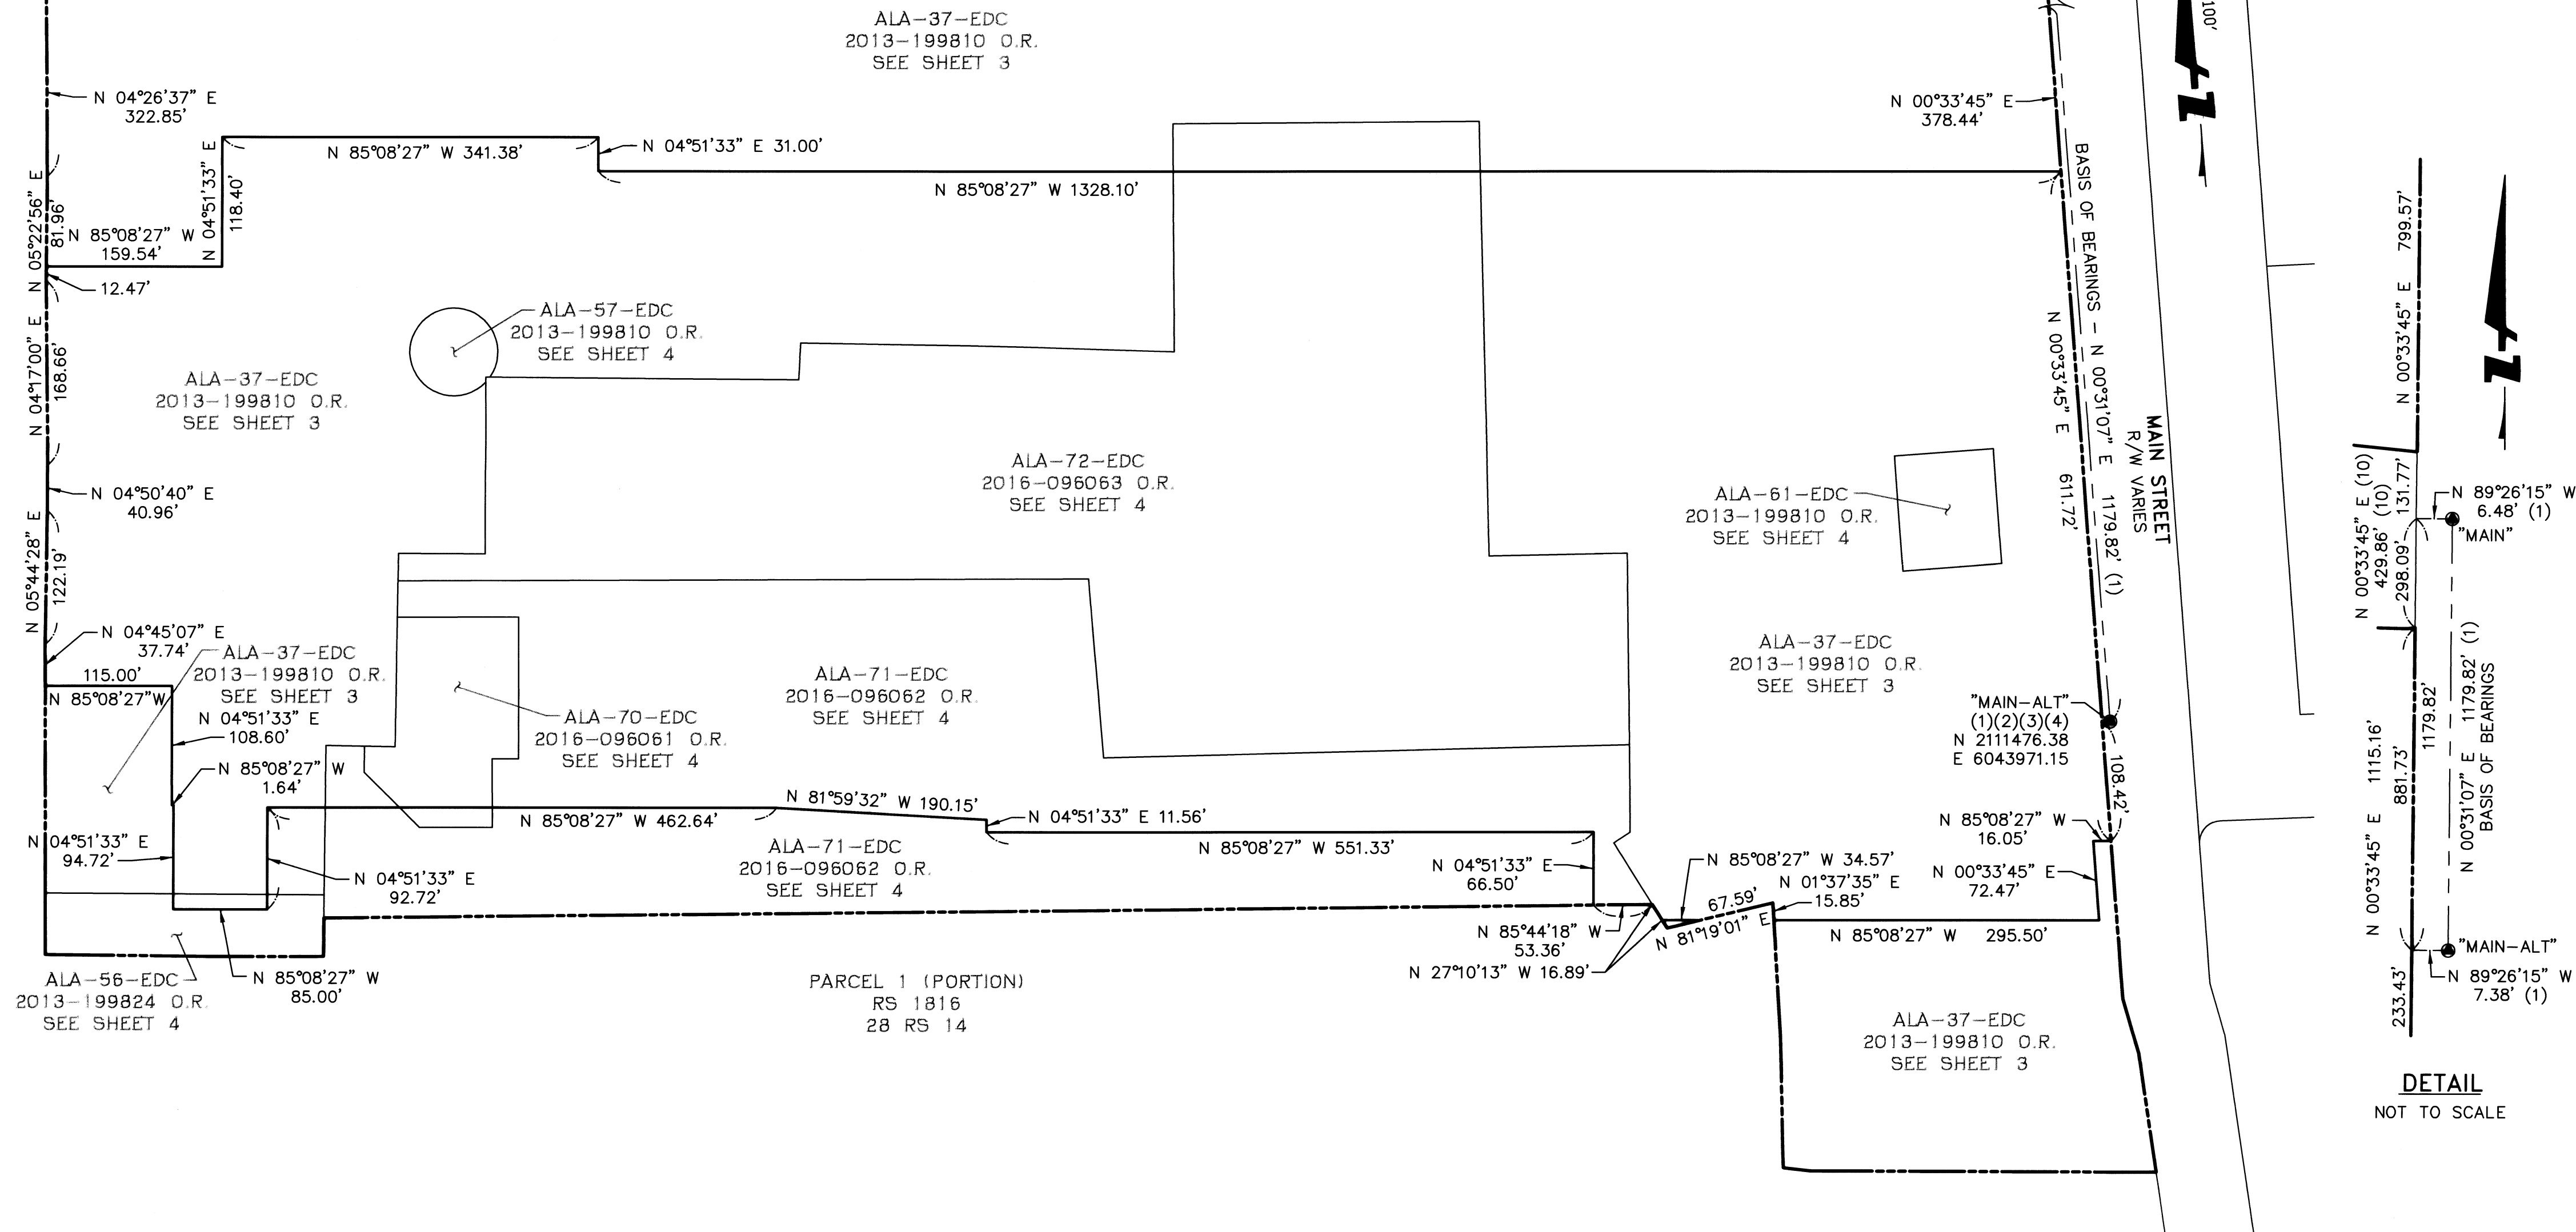 ALA-37-EDC
2013-199810 O.R.
SEE SHEET 3
100'
N 04°26'37" E
322.85'
N 00°33'45" E
378.44'
N 85°08'27" W 341.38'
N 04°51'33" E 31.00'
N 04°51'33" E
118.40'
N 85°08'27" W 1328.10'
N 05°22'56" E
81.96'
N 85°08'27" W
159.54'
12.47'
BASIS OF BEARINGS – N 00°31'07" E 1179.82' (1)
N 00°33'45" E 611.72'
MAIN STREET
R/W VARIES
ALA-57-EDC
2013-199810 O.R.
SEE SHEET 4
N 04°17'00" E
168.66'
ALA-37-EDC
2013-199810 O.R.
SEE SHEET 3
ALA-72-EDC
2016-096063 O.R.
SEE SHEET 4
ALA-61-EDC
2013-199810 O.R.
SEE SHEET 4
N 04°50'40" E
40.96'
N 05°44'28" E
122.19'
N 04°45'07" E
37.74'
115.00'
N 85°08'27"W
ALA-37-EDC
2013-199810 O.R.
SEE SHEET 3
N 04°51'33" E
108.60'
ALA-70-EDC
2016-096061 O.R.
SEE SHEET 4
ALA-71-EDC
2016-096062 O.R.
SEE SHEET 4
ALA-37-EDC
2013-199810 O.R.
SEE SHEET 3
"MAIN-ALT"
(1)(2)(3)(4)
N 2111476.38
E 6043971.15
108.42'
N 85°08'27" W
1.64'
N 85°08'27" W 462.64'
N 81°59'32" W 190.15'
N 04°51'33" E 11.56'
N 85°08'27" W 551.33'
N 04°51'33" E
94.72'
N 04°51'33" E
92.72'
ALA-71-EDC
2016-096062 O.R.
SEE SHEET 4
N 04°51'33" E
66.50'
N 85°08'27" W 34.57'
N 85°08'27" W
16.05'
N 00°33'45" E
72.47'
N 01°37'35" E
15.85'
67.59'
N 81°19'01" E
N 85°08'27" W 295.50'
N 85°44'18" W
53.36'
N 27°10'13" W 16.89'
ALA-56-EDC
2013-199824 O.R.
SEE SHEET 4
N 85°08'27" W
85.00'
PARCEL 1 (PORTION)
RS 1816
28 RS 14
ALA-37-EDC
2013-199810 O.R.
SEE SHEET 3
N 00°33'45" E 799.57'
N 00°33'45" E (10)
429.86' (10)
131.77'
298.09'
N 89°26'15" W
6.48' (1)
"MAIN"
N 00°33'45" E 1115.16'
881.73'
1179.82'
N 00°31'07" E 1179.82' (1)
BASIS OF BEARINGS
"MAIN-ALT"
N 89°26'15" W
7.38' (1)
233.43'
DETAIL
NOT TO SCALE